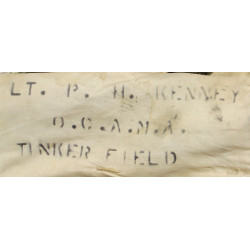 LT. P. H. KENNEY
O.C.A.M.A.
TINKER FIELD